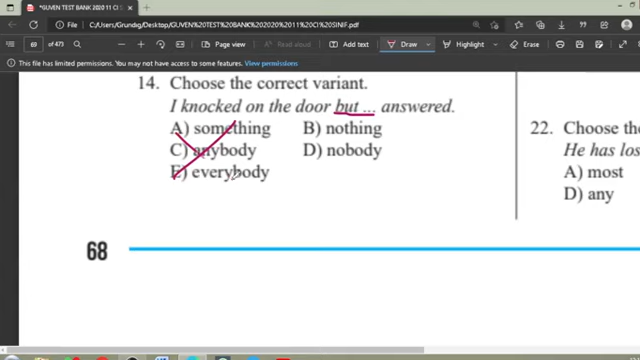 *GUVEN TEST BANK 2020 11 CI S
File | C:/Users/Grundig/Desktop/GUVEN%20TEST%20BANK%202020%2011%20CI%20SINIF.pdf
69 of 473 Page view Read aloud Add text Draw Highlight Erase
This file has limited permissions. You may not have access to some features. View permissions
14. Choose the correct variant.
I knocked on the door but ... answered.
A) something B) nothing
C) anybody D) nobody
E) everybody
22. Choose the
He has los
A) most
D) any
68